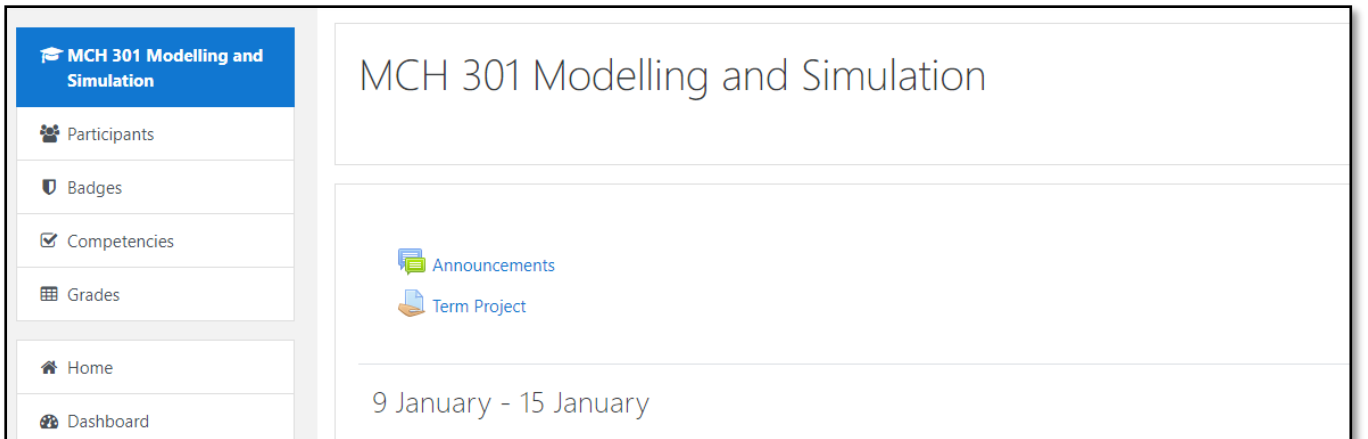 MCH 301 Modelling and
Simulation
Participants
Badges
Competencies
Grades
Home
Dashboard
MCH 301 Modelling and Simulation
Announcements
Term Project
9 January - 15 January